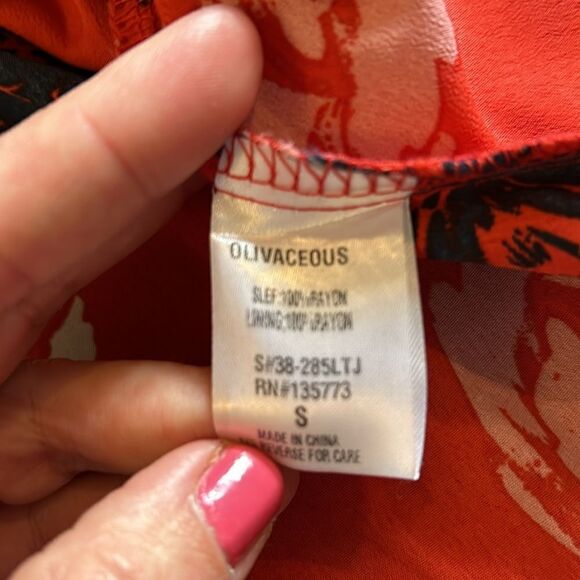 OLIVACEOUS
SLEF:100%RAYON
LINING:100%RAYON
S#38-285LTJ
RN#135773
S
MADE IN CHINA
REVERSE FOR CARE